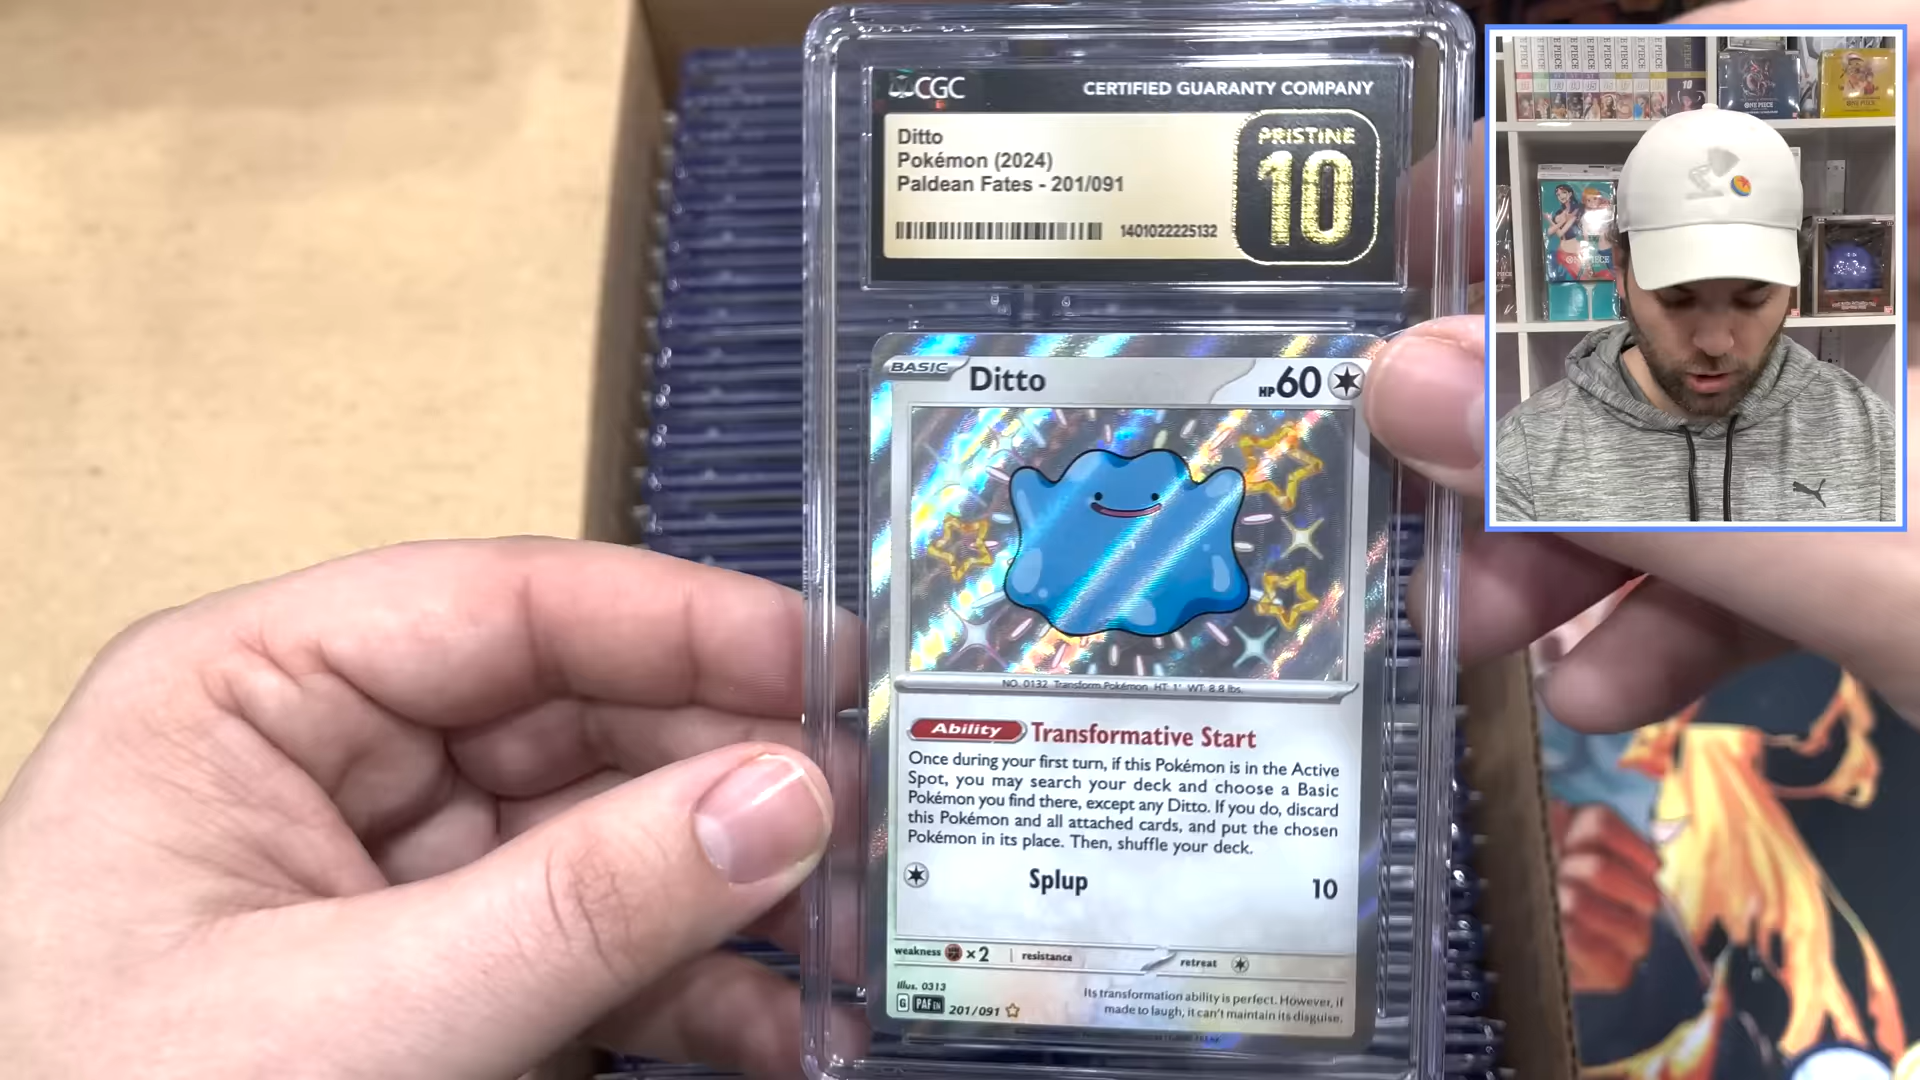 CGC
CERTIFIED GUARANTY COMPANY
Ditto
Pokémon (2024)
Paldean Fates - 201/091
1401022225132
PRISTINE
10
BASIC
Ditto
HP 60
NO. 0132 Transform Pokémon HT: 1' WT: 8.8 lbs.
Ability Transformative Start
Once during your first turn, if this Pokémon is in the Active
Spot, you may search your deck and choose a Basic
Pokémon you find there, except any Ditto. If you do, discard
this Pokémon and all attached cards, and put the chosen
Pokémon in its place. Then, shuffle your deck.
Splup 10
weakness ×2 resistance retreat
Illus. 0313
G PAF EN 201/091
Its transformation ability is perfect. However, if
made to laugh, it can't maintain its disguise.
ONE PIECE